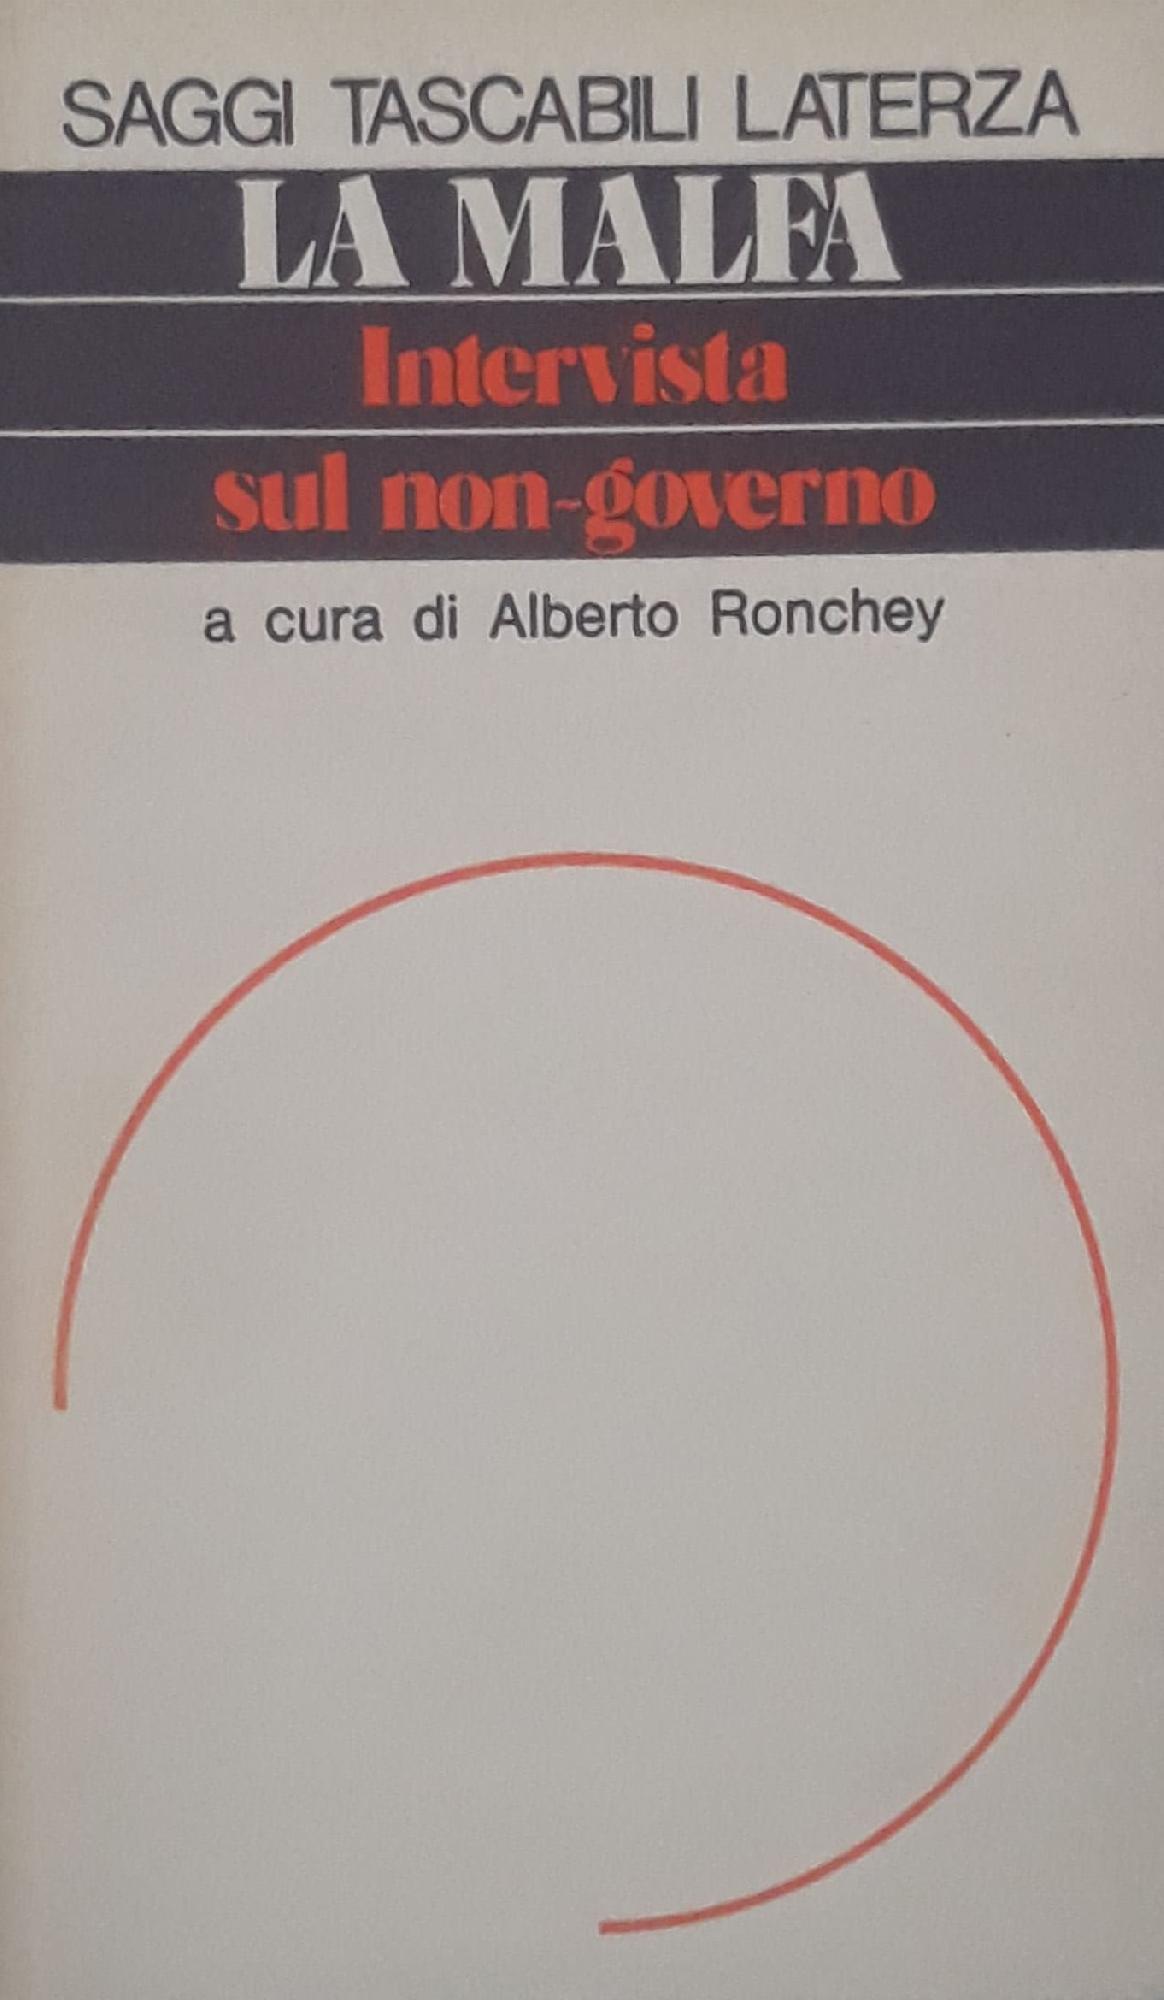 SAGGI TASCABILI LATERZA
LA MALFA
Intervista
sul non-governo
a cura di Alberto Ronchey